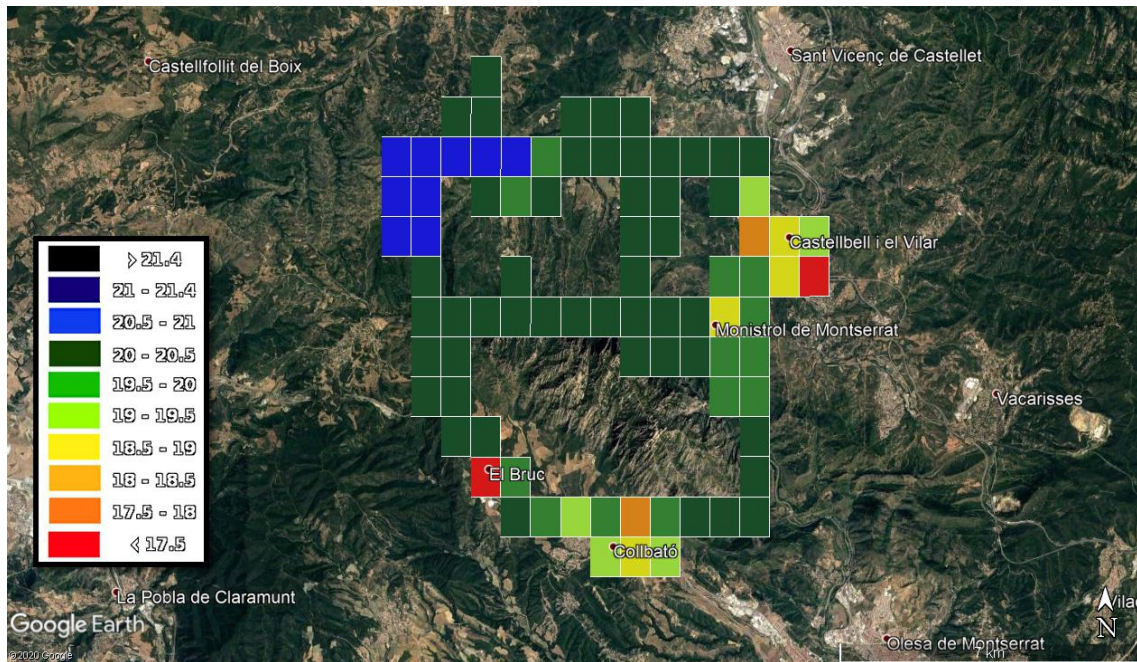 Castellfollit del Boix
Sant Vicenç de Castellet
Castellbell i el Vilar
> 21.4
21 - 21.4
20.5 - 21
20 - 20.5
19.5 - 20
19 - 19.5
18.5 - 19
18 - 18.5
17.5 - 18
< 17.5
Monistrol de Montserrat
Vacarisses
El Bruc
Collbató
La Pobla de Claramunt
Google Earth
©2020 Google
N
Olesa de Montserrat
7 km